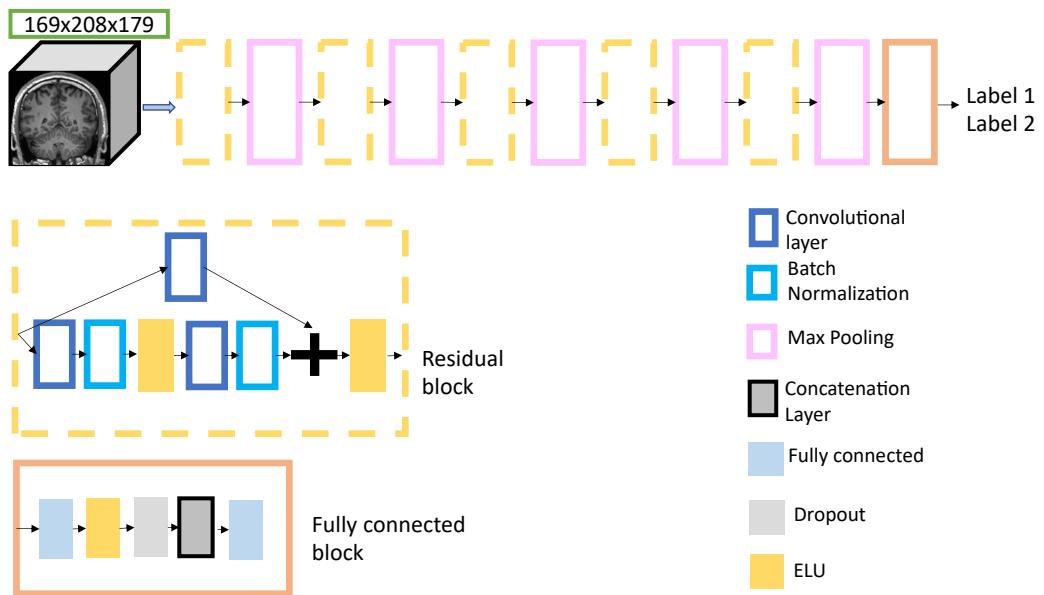 169x208x179
Label 1
Label 2
Convolutional
layer
Batch
Normalization
Max Pooling
Residual
block
Concatenation
Layer
Fully connected
Fully connected
block
Dropout
ELU